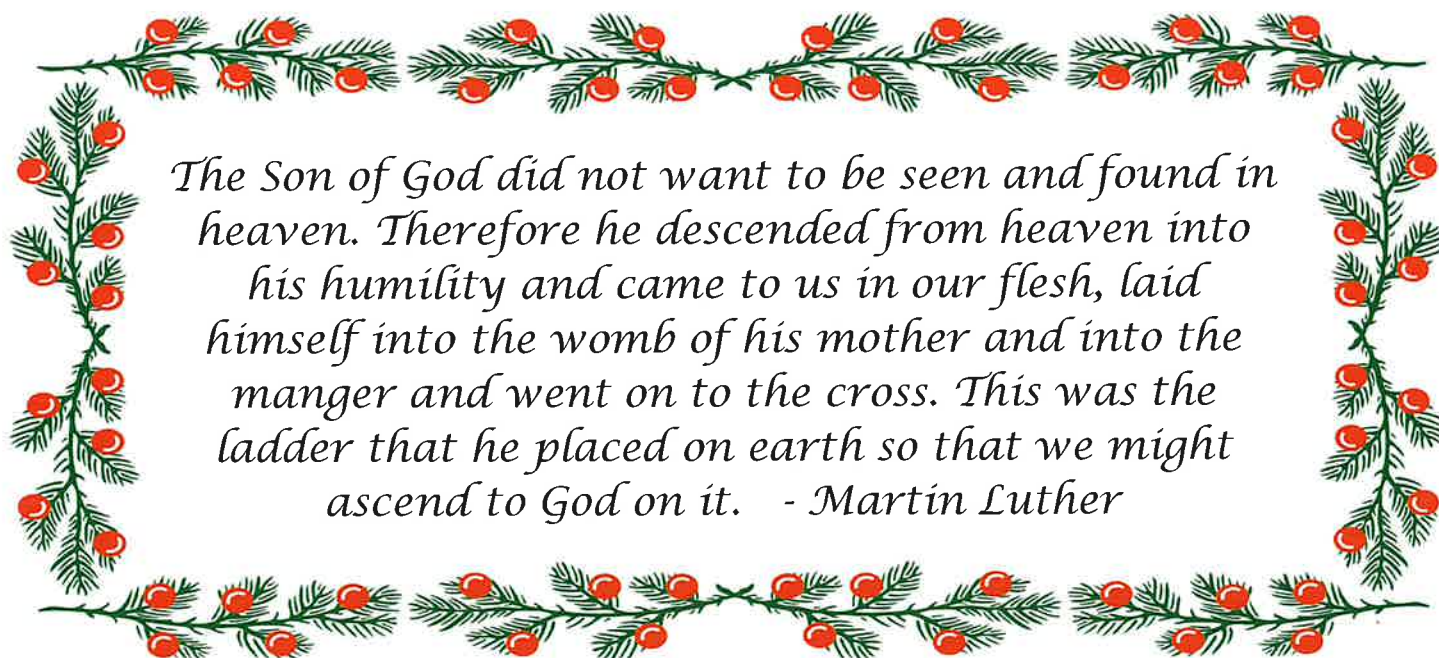 The Son of God did not want to be seen and found in
heaven. Therefore he descended from heaven into
his humility and came to us in our flesh, laid
himself into the womb of his mother and into the
manger and went on to the cross. This was the
ladder that he placed on earth so that we might
ascend to God on it. - Martin Luther